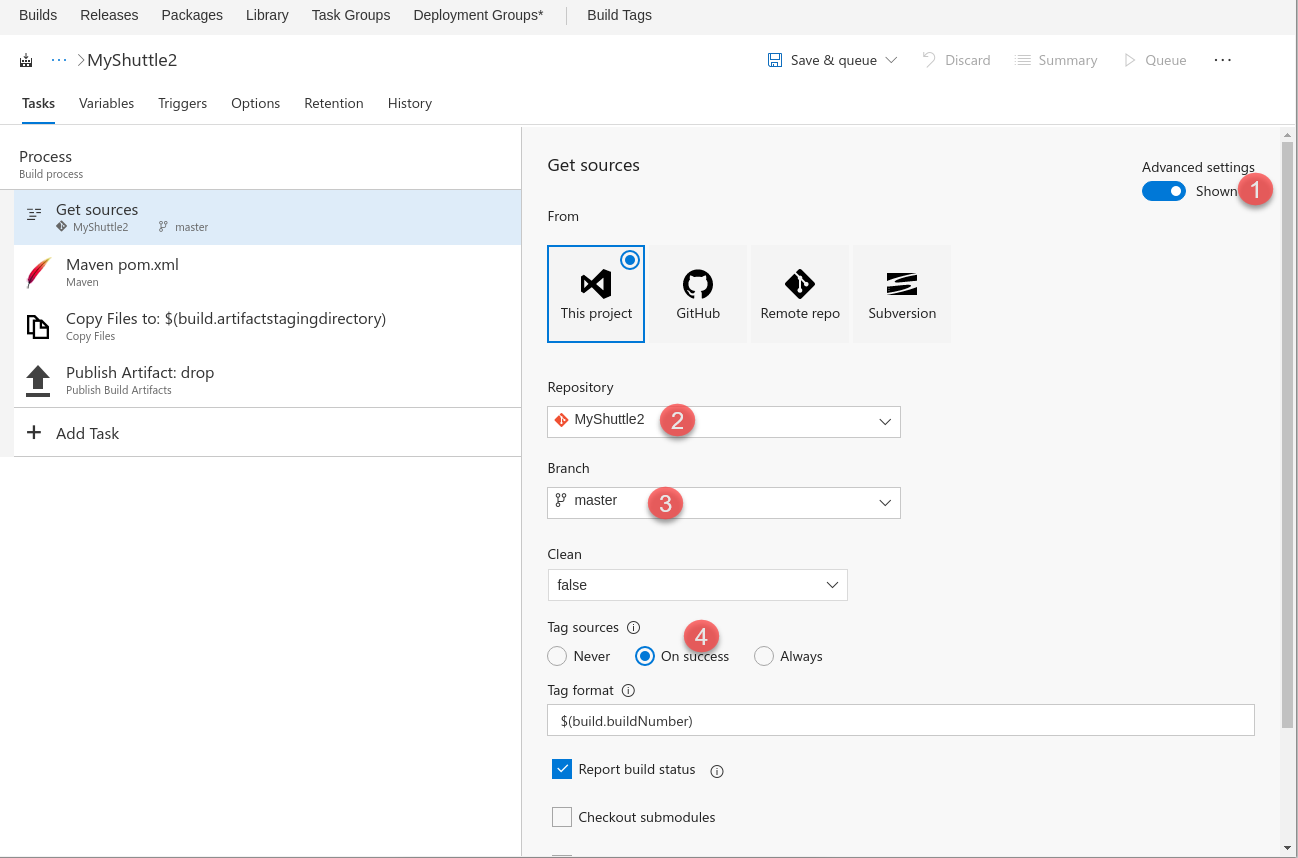 Builds Releases Packages Library Task Groups Deployment Groups* Build Tags
··· > MyShuttle2
Save & queue Discard Summary Queue ···
Tasks Variables Triggers Options Retention History
Process
Build process
Get sources
MyShuttle2 master
Maven pom.xml
Maven
Copy Files to: $(build.artifactstagingdirectory)
Copy Files
Publish Artifact: drop
Publish Build Artifacts
+ Add Task
Get sources
Advanced settings
Shown 1
From
This project GitHub Remote repo Subversion
Repository
MyShuttle2 2
Branch
master 3
Clean
false
Tag sources
4
Never On success Always
Tag format
$(build.buildNumber)
Report build status
Checkout submodules